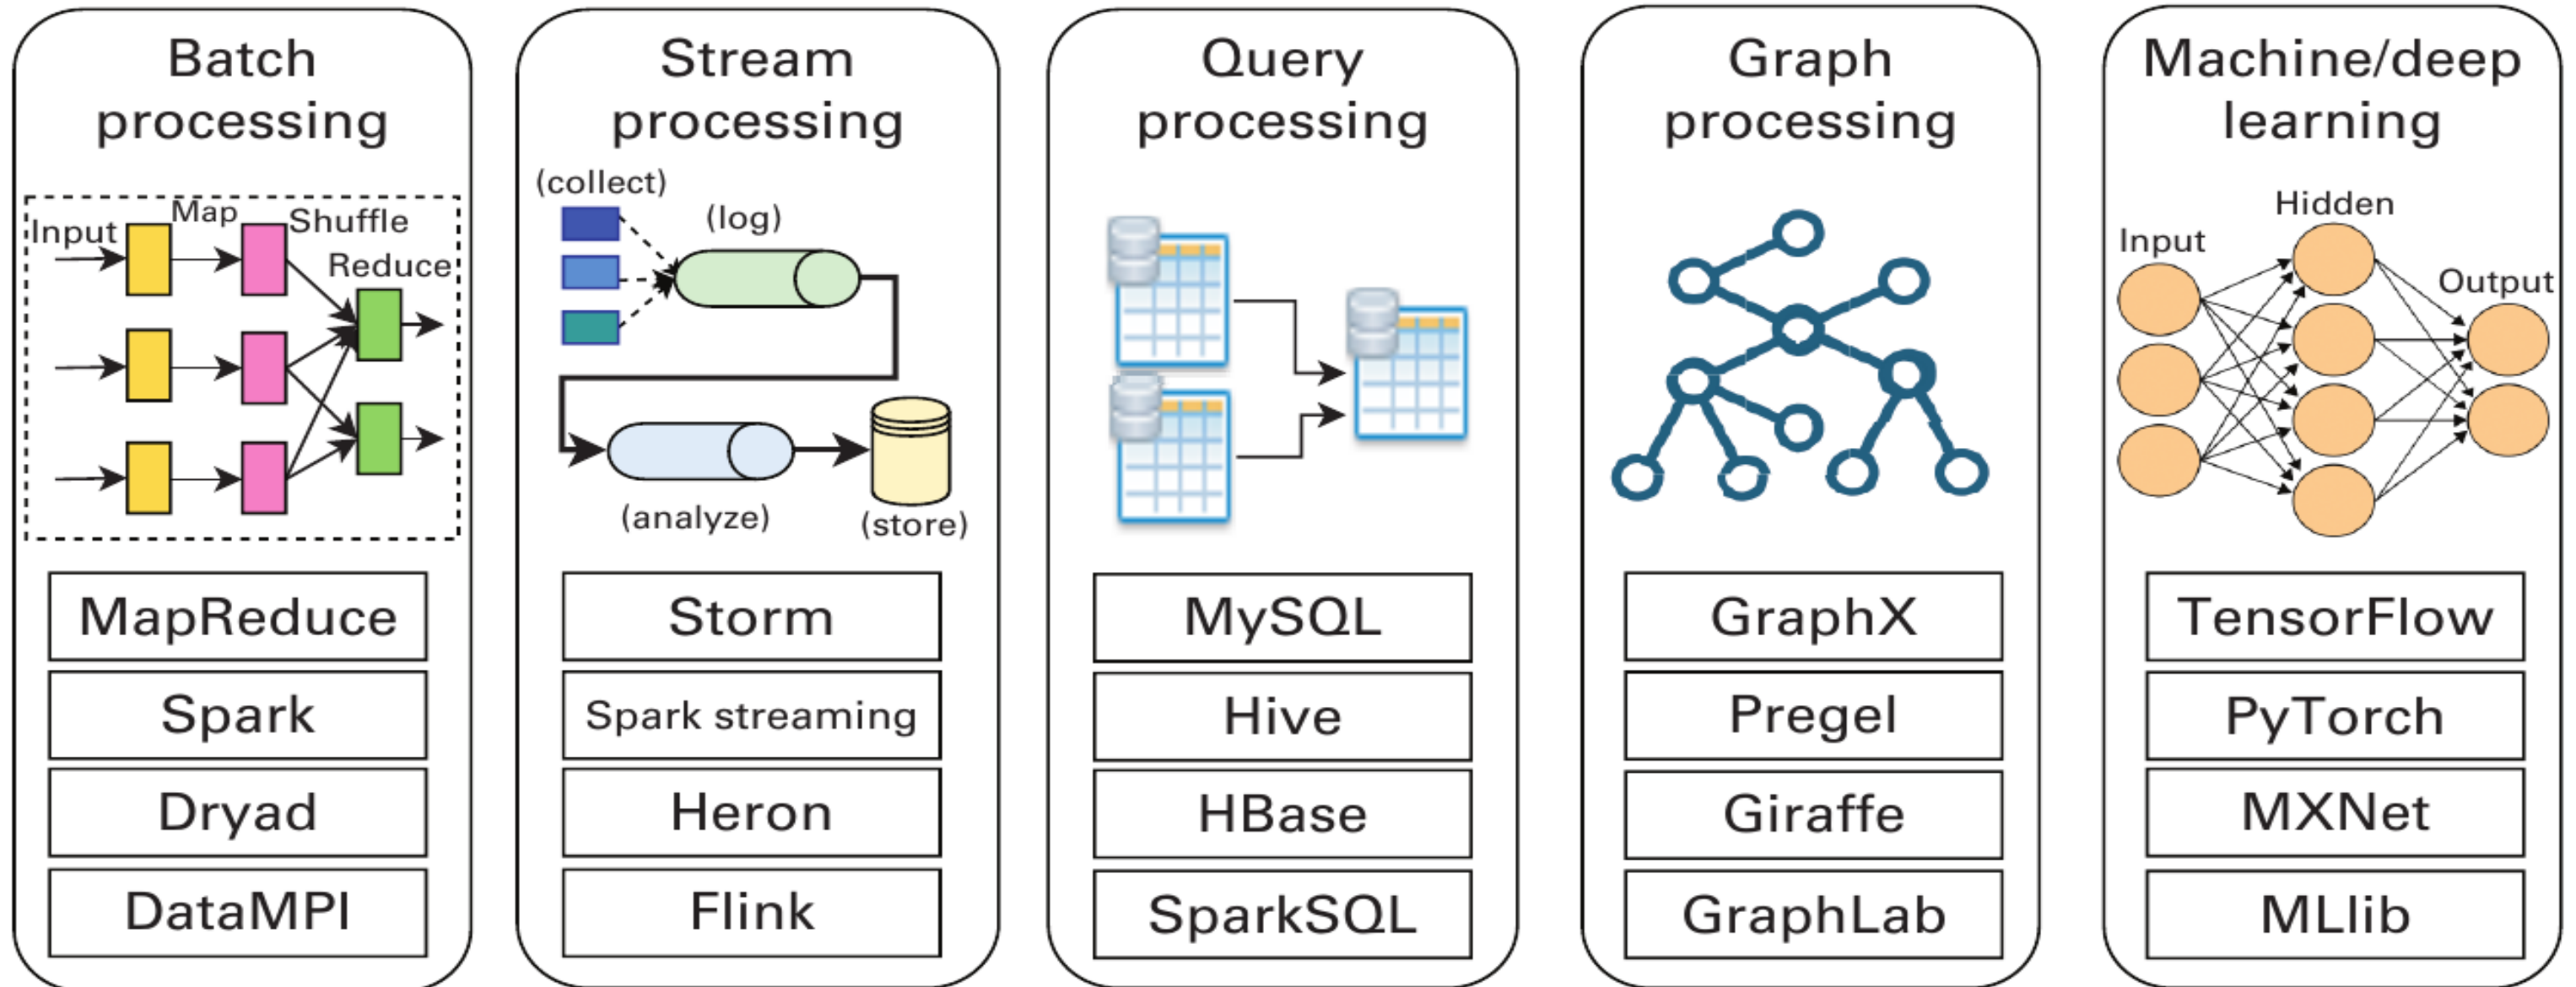 Batch
processing
Input
Map
Shuffle
Reduce
MapReduce
Spark
Dryad
DataMPI
Stream
processing
(collect)
(log)
(analyze)
(store)
Storm
Spark streaming
Heron
Flink
Query
processing
MySQL
Hive
HBase
SparkSQL
Graph
processing
GraphX
Pregel
Giraffe
GraphLab
Machine/deep
learning
Hidden
Input
Output
TensorFlow
PyTorch
MXNet
MLlib